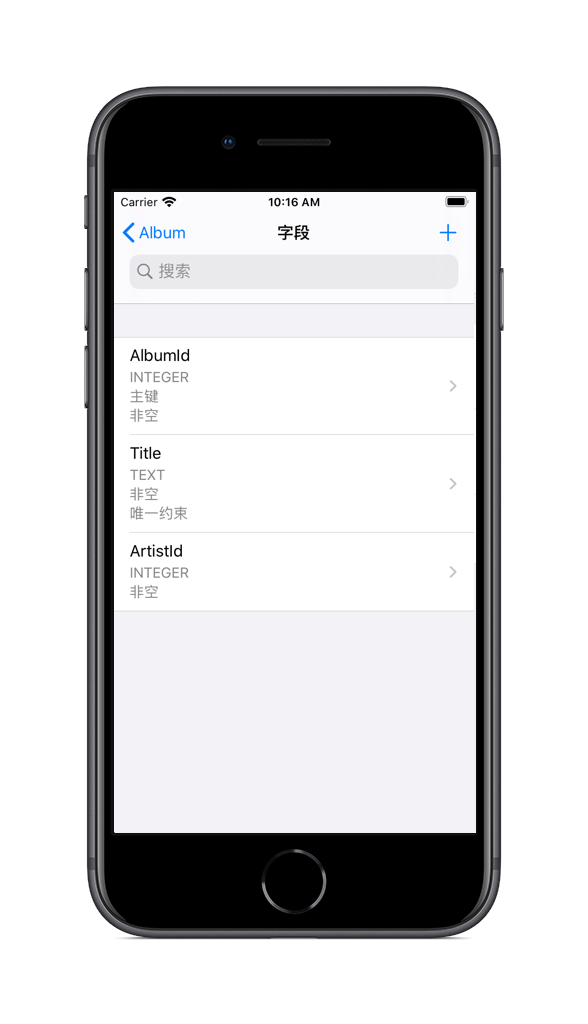 Carrier 10:16 AM
Album 字段
搜索
AlbumId
INTEGER
主键
非空
Title
TEXT
非空
唯一约束
ArtistId
INTEGER
非空